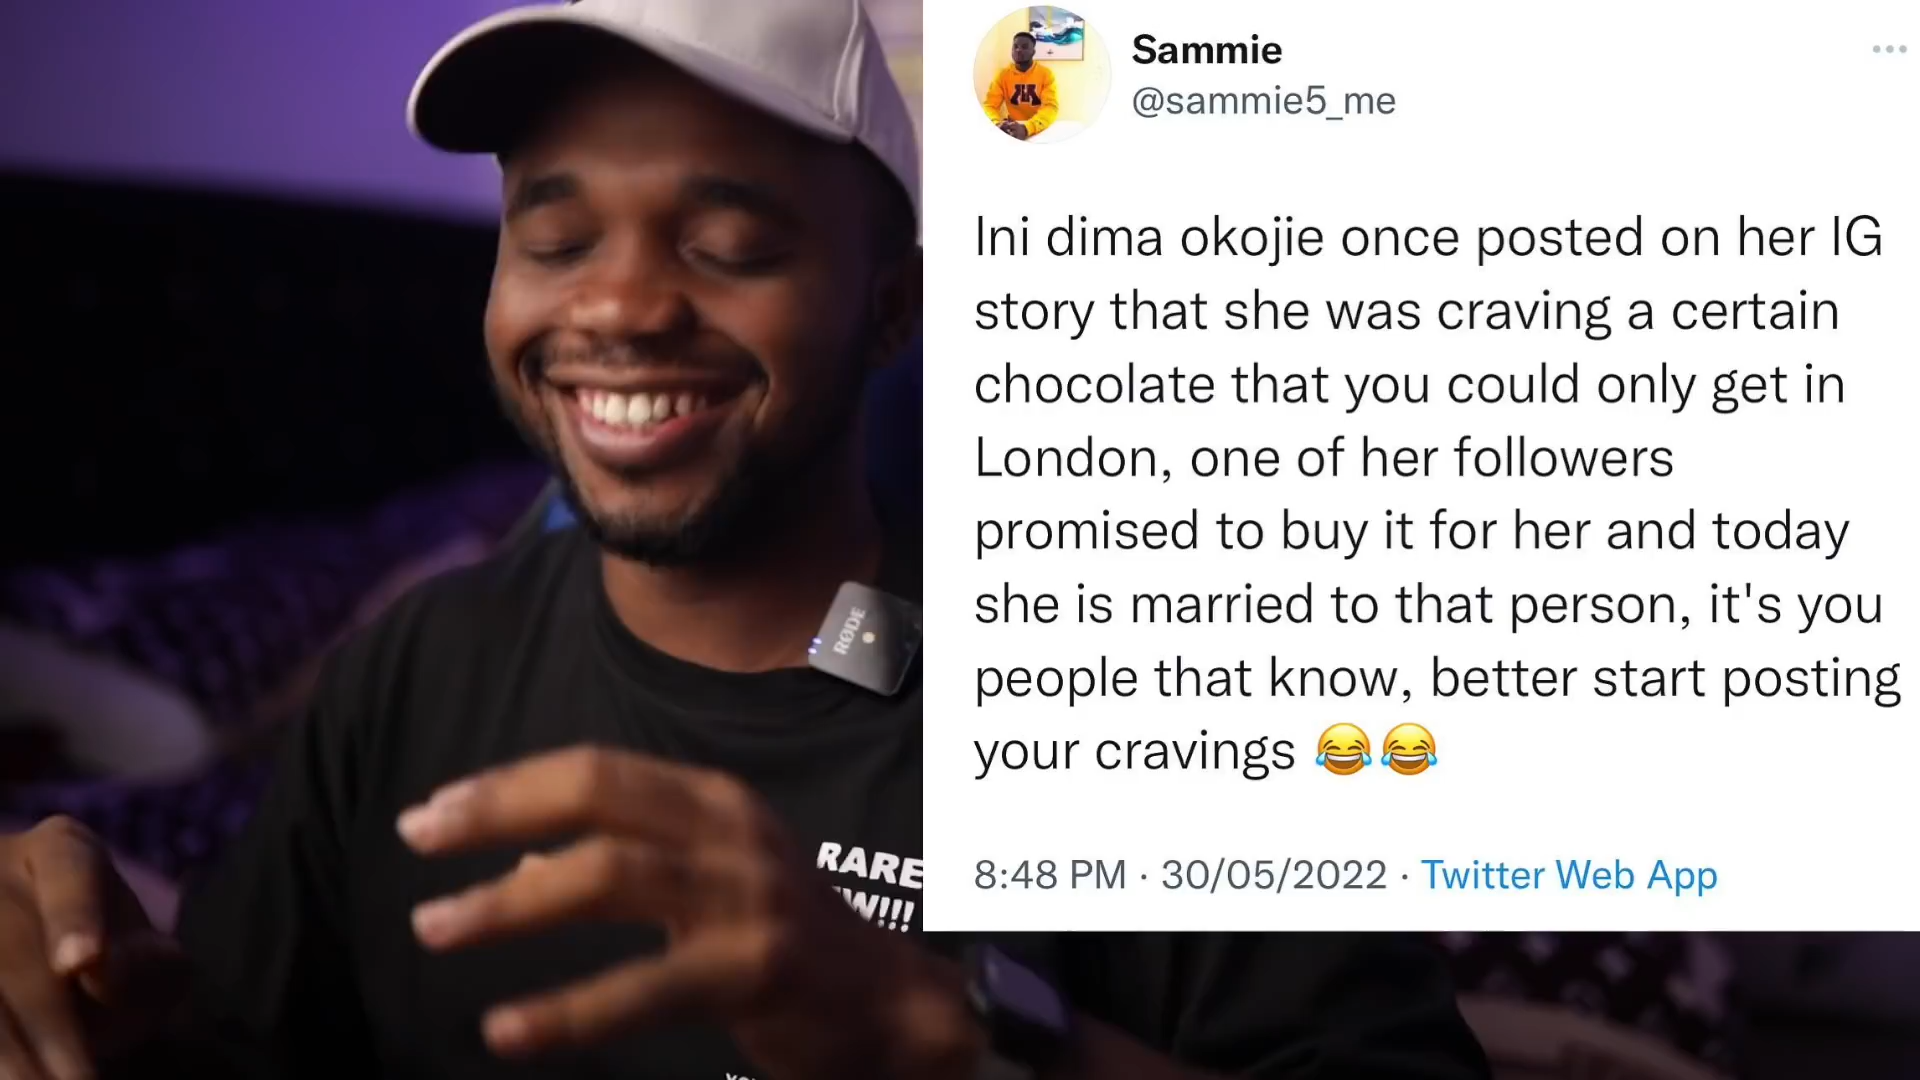 Sammie
@sammie5_me
Ini dima okojie once posted on her IG
story that she was craving a certain
chocolate that you could only get in
London, one of her followers
promised to buy it for her and today
she is married to that person, it's you
people that know, better start posting
your cravings 😂😂
8:48 PM · 30/05/2022 · Twitter Web App
RØDE
RARE